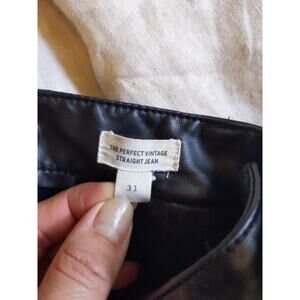 THE PERFECT VINTAGE
STRAIGHT JEAN
31